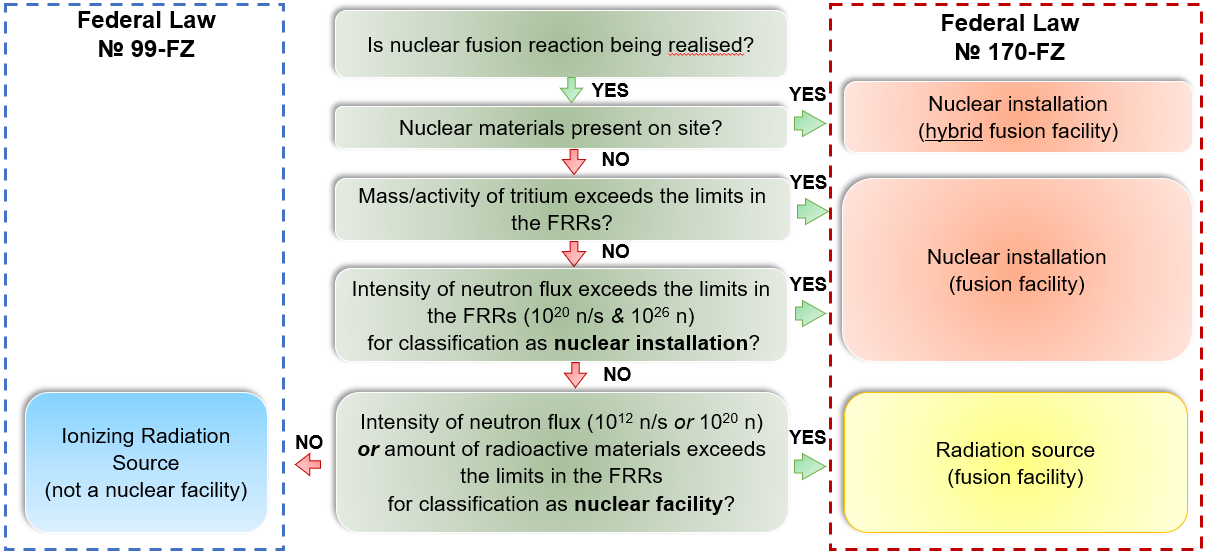 Federal Law
№ 99-FZ
Is nuclear fusion reaction being realised?
Federal Law
№ 170-FZ
YES
YES
Nuclear materials present on site?
Nuclear installation
(hybrid fusion facility)
NO
Mass/activity of tritium exceeds the limits in
the FRRs?
YES
NO
Nuclear installation
(fusion facility)
Intensity of neutron flux exceeds the limits in
the FRRs (10²⁰ n/s & 10²⁶ n)
for classification as nuclear installation?
YES
NO
Intensity of neutron flux (10¹² n/s or 10²⁰ n)
or amount of radioactive materials exceeds
the limits in the FRRs
for classification as nuclear facility?
YES
Radiation source
(fusion facility)
NO
Ionizing Radiation
Source
(not a nuclear facility)